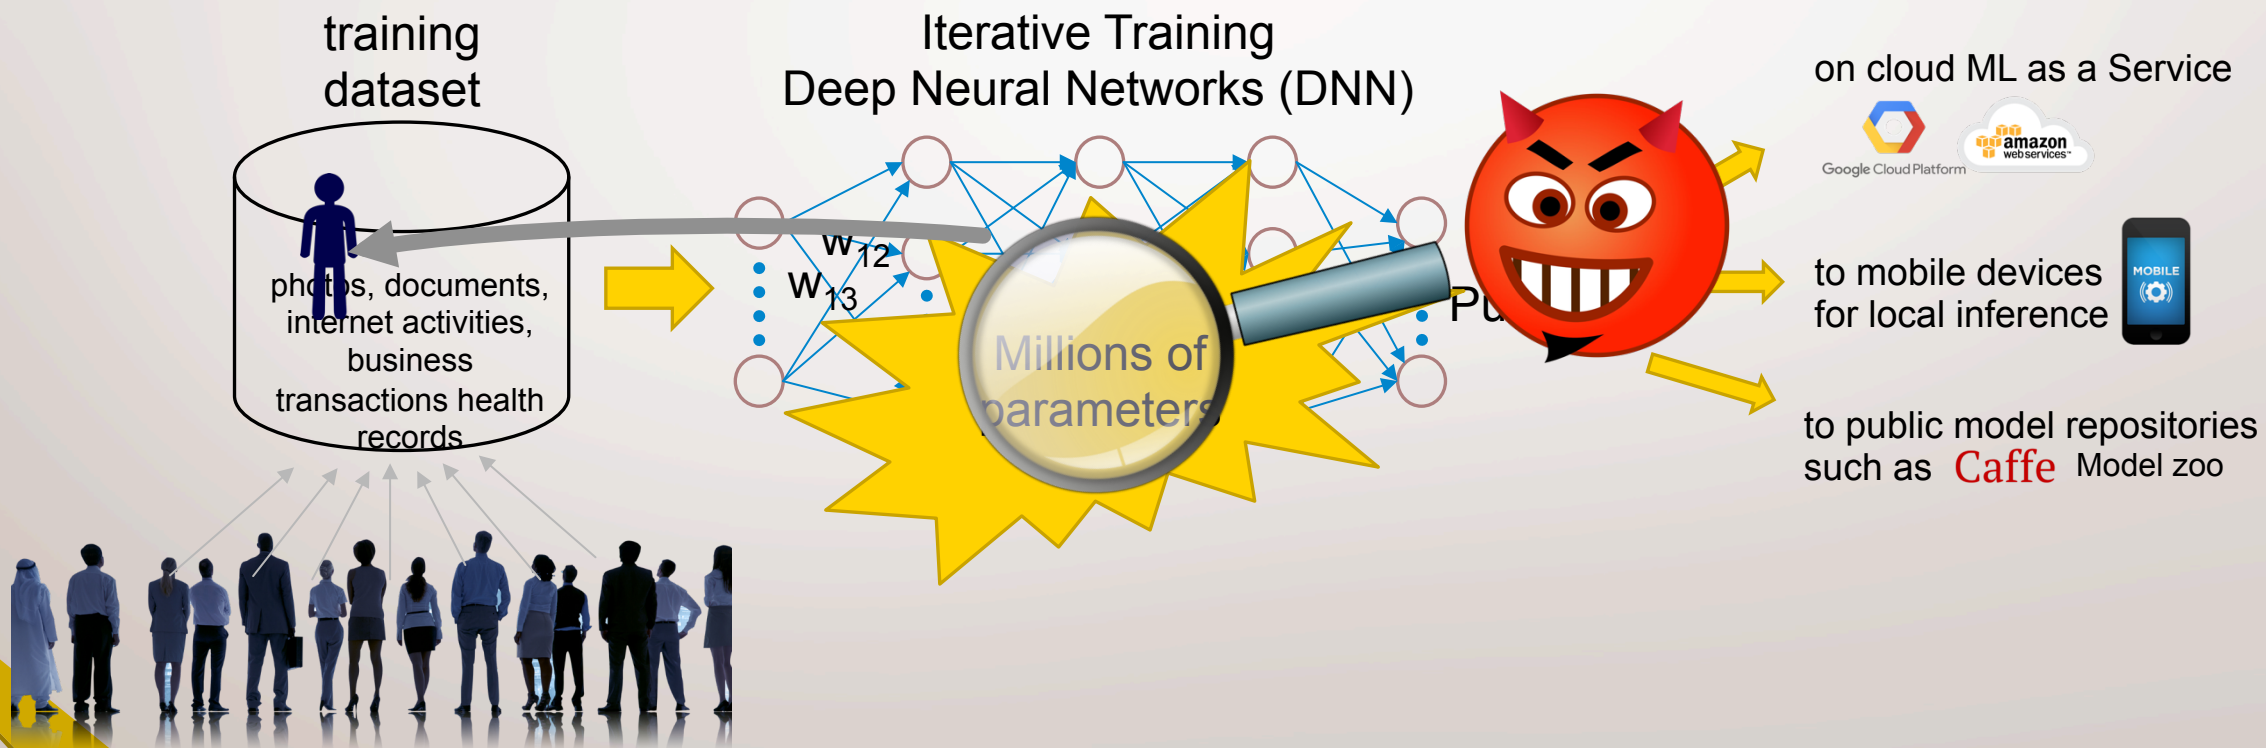 training
dataset
photos, documents,
internet activities,
business
transactions health
records
Iterative Training
Deep Neural Networks (DNN)
w12
w13
Millions of
parameters
on cloud ML as a Service
Google Cloud Platform
amazon
web services™
to mobile devices
for local inference
MOBILE
to public model repositories
such as Caffe Model zoo